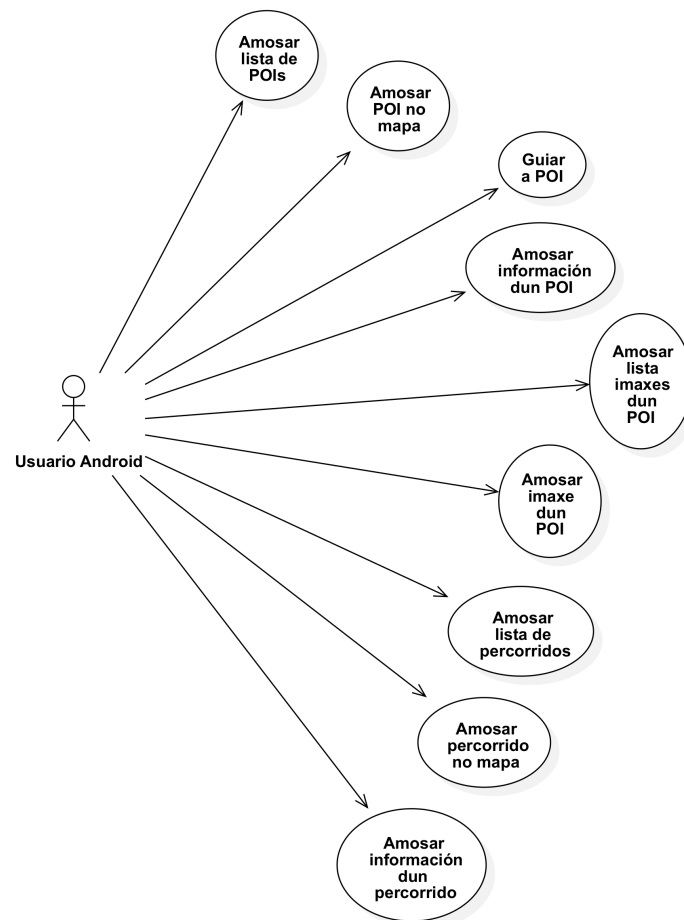 Amosar
lista de
POIs
Amosar
POI no
mapa
Guiar
a POI
Amosar
información
dun POI
Amosar
lista
imaxes
dun
POI
Usuario Android
Amosar
imaxe
dun
POI
Amosar
lista de
percorridos
Amosar
percorrido
no mapa
Amosar
información
dun
percorrido